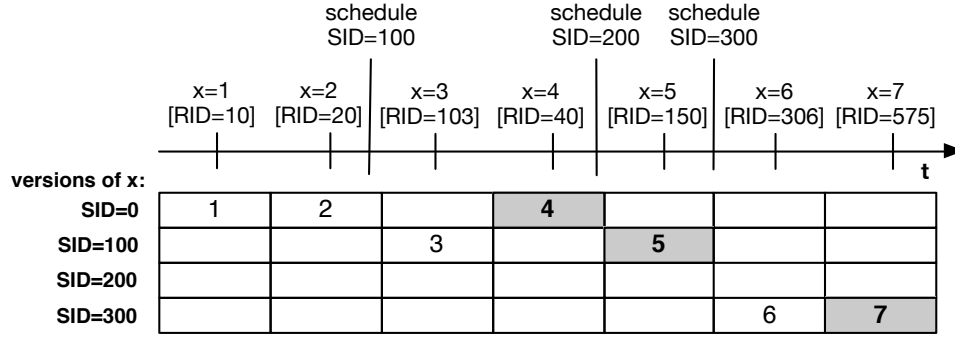 schedule schedule schedule
SID=100 SID=200 SID=300
x=1 x=2 x=3 x=4 x=5 x=6 x=7
[RID=10] [RID=20] [RID=103] [RID=40] [RID=150] [RID=306] [RID=575]
t
versions of x:
SID=0 1 2 4
SID=100 3 5
SID=200
SID=300 6 7